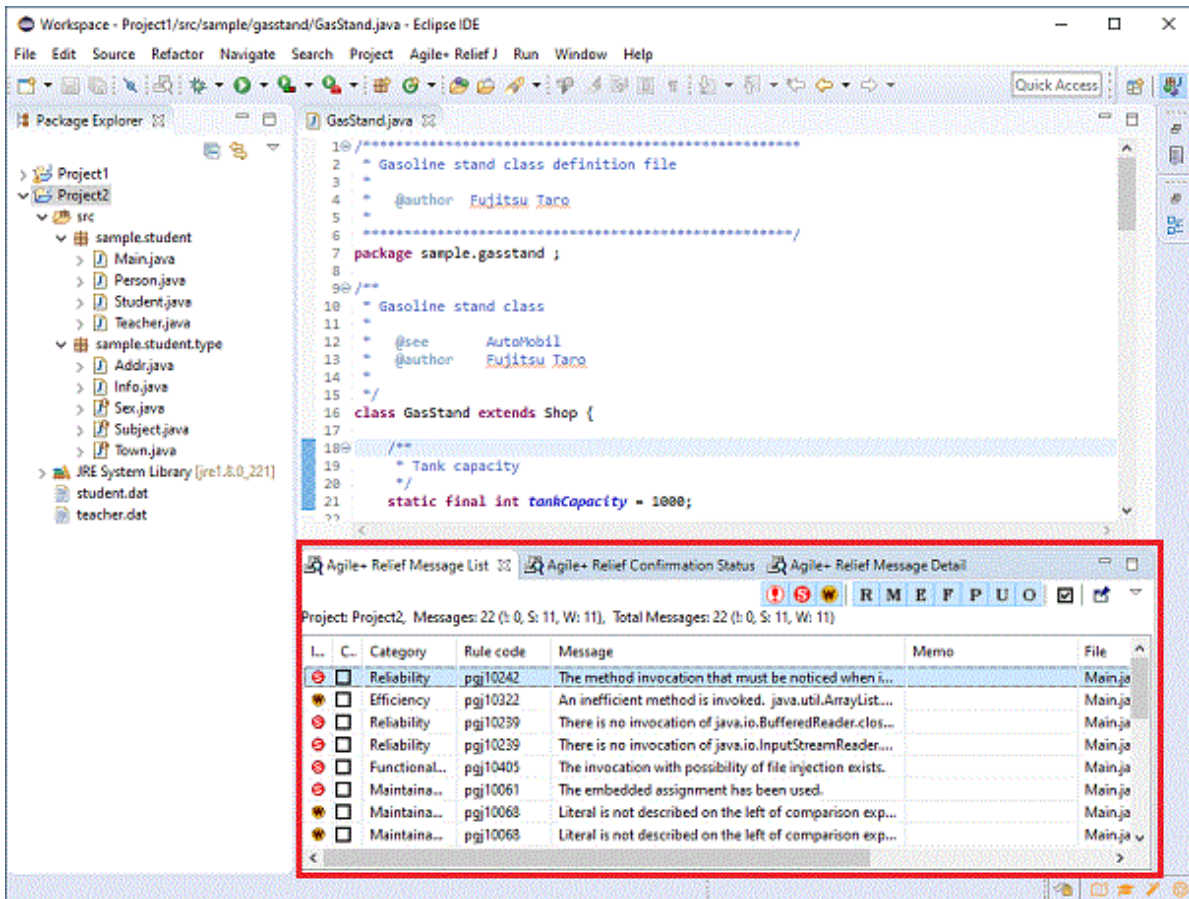 Workspace - Project1/src/sample/gasstand/GasStand.java - Eclipse IDE
File Edit Source Refactor Navigate Search Project Agile+ Relief J Run Window Help
Quick Access
Package Explorer
Project1
Project2
src
sample.student
Main.java
Person.java
Student.java
Teacher.java
sample.student.type
Addr.java
Info.java
Sex.java
Subject.java
Town.java
JRE System Library [jre1.8.0_221]
student.dat
teacher.dat
GasStand.java
1 /*****************************************************
2 * Gasoline stand class definition file
3 *
4 * @author Fujitsu Taro
5 *
6 *****************************************************/
7 package sample.gasstand ;
8
9 /**
10 * Gasoline stand class
11 *
12 * @see AutoMobil
13 * @author Fujitsu Taro
14 *
15 */
16 class GasStand extends Shop {
17
18 /**
19 * Tank capacity
20 */
21 static final int tankCapacity = 1000;
22
Agile+ Relief Message List Agile+ Relief Confirmation Status Agile+ Relief Message Detail
R M E F P U O
Project: Project2, Messages: 22 (!: 0, S: 11, W: 11), Total Messages: 22 (!: 0, S: 11, W: 11)
I... C... Category Rule code Message Memo File
S Reliability pgj10242 The method invocation that must be noticed when i... Main.ja
W Efficiency pgj10322 An inefficient method is invoked. java.util.ArrayList.... Main.ja
S Reliability pgj10239 There is no invocation of java.io.BufferedReader.clos... Main.ja
S Reliability pgj10239 There is no invocation of java.io.InputStreamReader.... Main.ja
S Functional... pgj10405 The invocation with possibility of file injection exists. Main.ja
S Maintaina... pgj10061 The embedded assignment has been used. Main.ja
W Maintaina... pgj10068 Literal is not described on the left of comparison exp... Main.ja
W Maintaina... pgj10068 Literal is not described on the left of comparison exp... Main.ja